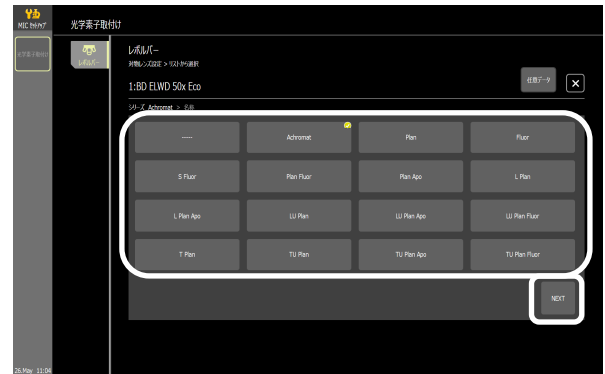 MIC ｾｯﾄｱｯﾌﾟ
光学素子取付け
光学素子取付け
レボルバー
レボルバー
対物レンズ設定 > リストから選択
1:BD ELWD 50x Eco
任意データ
シリーズ Achromat > 名称
---- Achromat Plan Fluor
S Fluor Plan Fluor Plan Apo L Plan
L Plan Apo LU Plan LU Plan Apo LU Plan Fluor
T Plan TU Plan TU Plan Apo TU Plan Fluor
NEXT
26.May 11:04